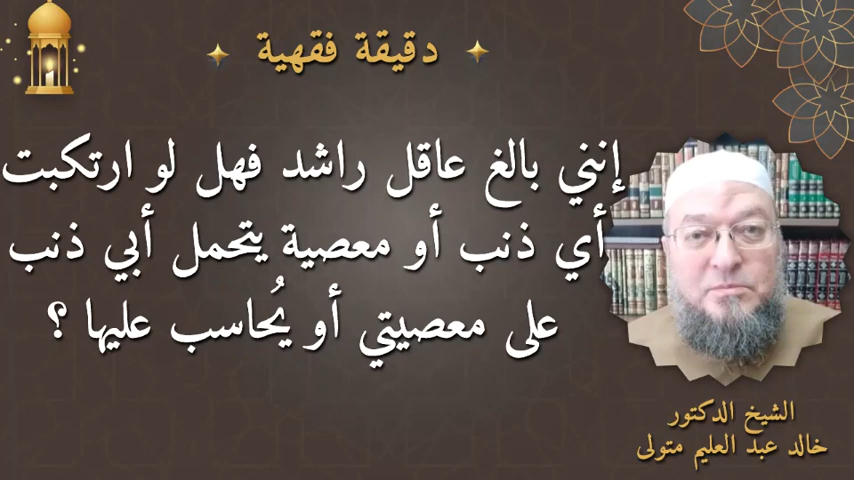 دقيقة فقهية
إنني بالغ عاقل راشد فهل لو ارتكبت
أي ذنب أو معصية يتحمل أبي ذنب
على معصيتي أو يُحاسب عليها ؟
الشيخ الدكتور
خالد عبد العليم متولى